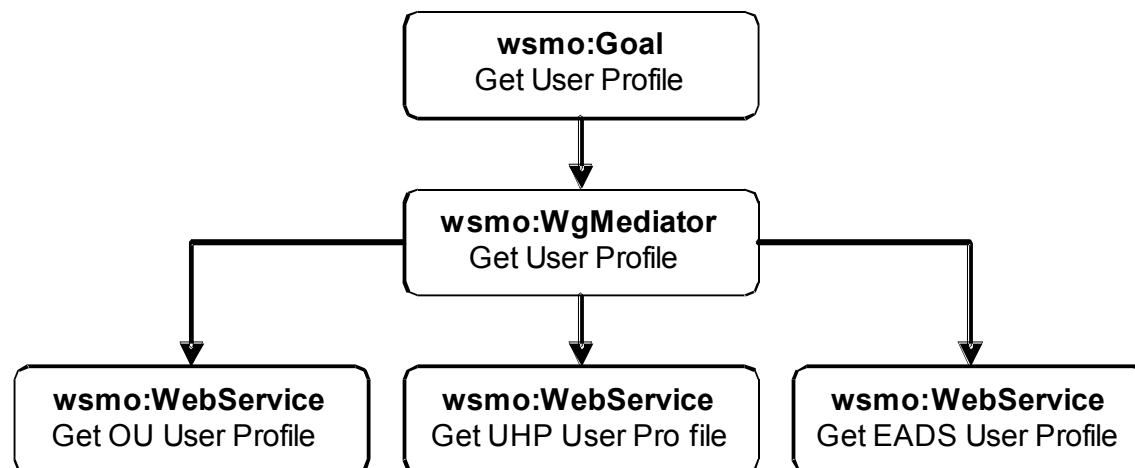 wsmo:Goal
Get User Profile
wsmo:WgMediator
Get User Profile
wsmo:WebService
Get OU User Profile
wsmo:WebService
Get UHP User Pro file
wsmo:WebService
Get EADS User Profile